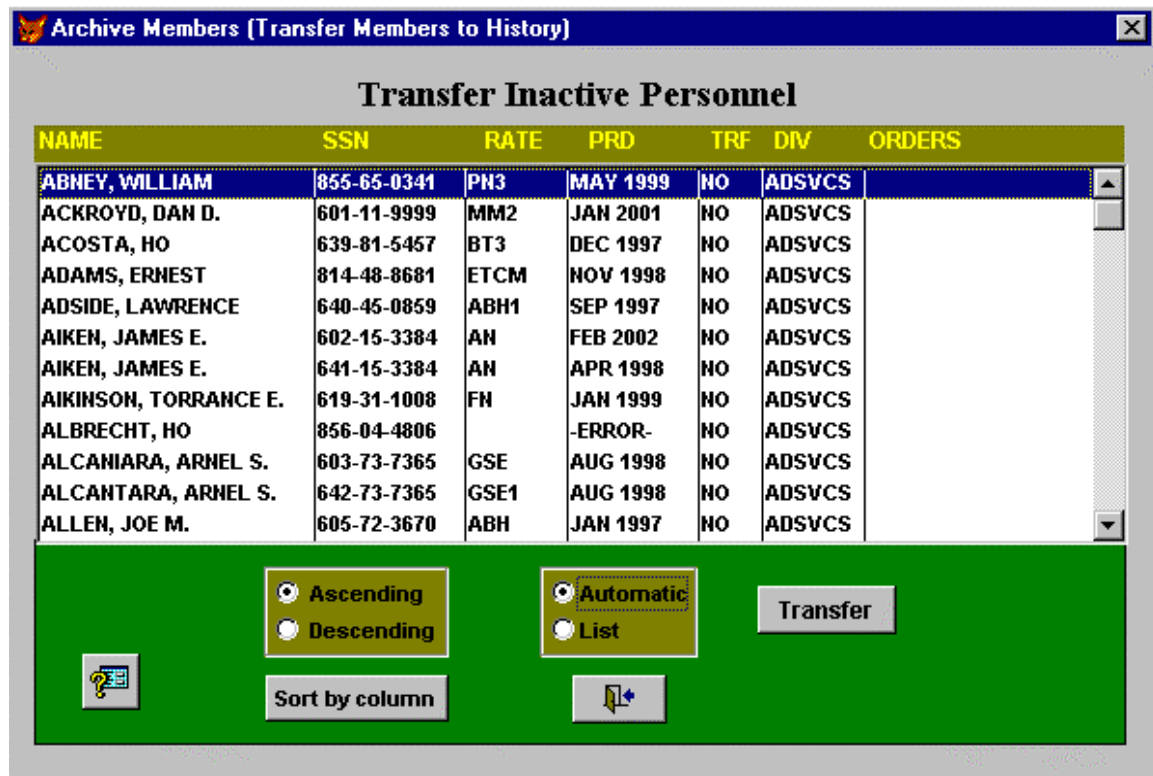 Archive Members (Transfer Members to History)
Transfer Inactive Personnel
NAME SSN RATE PRD TRF DIV ORDERS
ABNEY, WILLIAM 855-65-0341 PN3 MAY 1999 NO ADSVCS
ACKROYD, DAN D. 601-11-9999 MM2 JAN 2001 NO ADSVCS
ACOSTA, HO 639-81-5457 BT3 DEC 1997 NO ADSVCS
ADAMS, ERNEST 814-48-8681 ETCM NOV 1998 NO ADSVCS
ADSIDE, LAWRENCE 640-45-0859 ABH1 SEP 1997 NO ADSVCS
AIKEN, JAMES E. 602-15-3384 AN FEB 2002 NO ADSVCS
AIKEN, JAMES E. 641-15-3384 AN APR 1998 NO ADSVCS
AIKINSON, TORRANCE E. 619-31-1008 FN JAN 1999 NO ADSVCS
ALBRECHT, HO 856-04-4806 -ERROR- NO ADSVCS
ALCANIARA, ARNEL S. 603-73-7365 GSE AUG 1998 NO ADSVCS
ALCANTARA, ARNEL S. 642-73-7365 GSE1 AUG 1998 NO ADSVCS
ALLEN, JOE M. 605-72-3670 ABH JAN 1997 NO ADSVCS
Ascending Automatic Transfer
Descending List
Sort by column